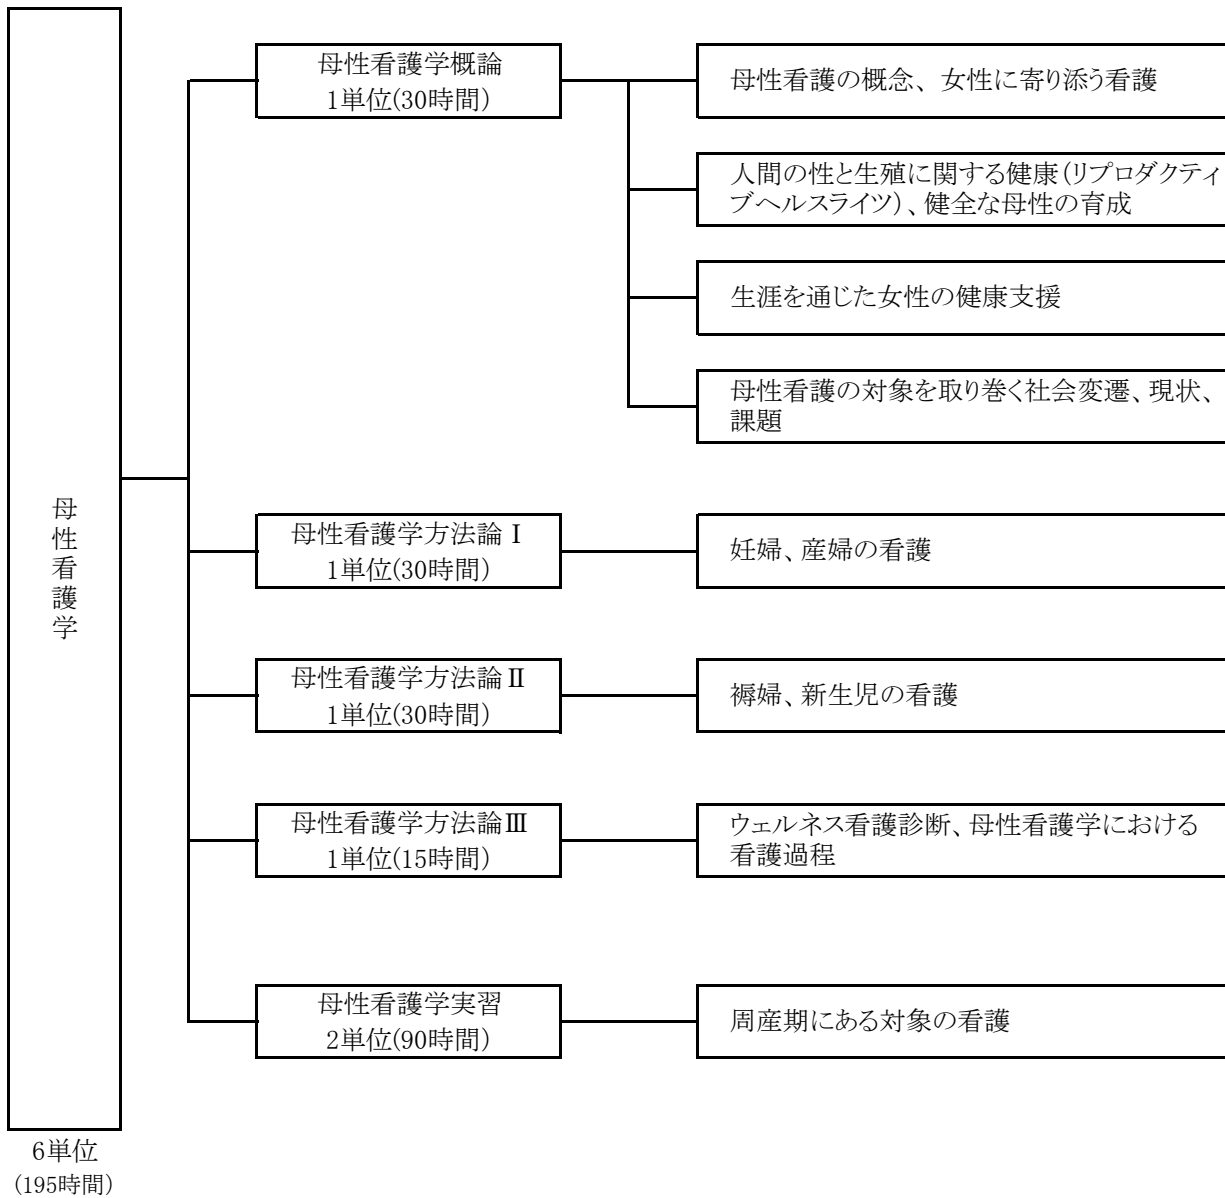 母性看護学
6単位
(195時間)
母性看護学概論
1単位(30時間)
母性看護の概念、女性に寄り添う看護
人間の性と生殖に関する健康(リプロダクティ
ブヘルスライツ)、健全な母性の育成
生涯を通じた女性の健康支援
母性看護の対象を取り巻く社会変遷、現状、
課題
母性看護学方法論Ⅰ
1単位(30時間)
妊婦、産婦の看護
母性看護学方法論Ⅱ
1単位(30時間)
褥婦、新生児の看護
母性看護学方法論Ⅲ
1単位(15時間)
ウェルネス看護診断、母性看護学における
看護過程
母性看護学実習
2単位(90時間)
周産期にある対象の看護